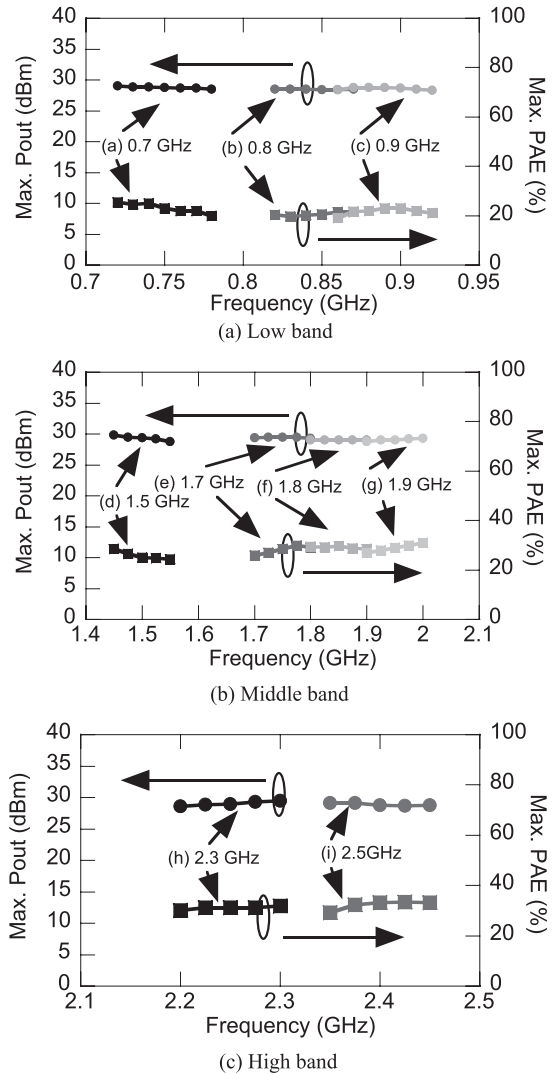 40
35
30
25
20
15
10
5
0
Max. Pout (dBm)
100
80
60
40
20
0
Max. PAE (%)
(a) 0.7 GHz
(b) 0.8 GHz
(c) 0.9 GHz
0.7 0.75 0.8 0.85 0.9 0.95
Frequency (GHz)
(a) Low band
40
35
30
25
20
15
10
5
0
Max. Pout (dBm)
100
80
60
40
20
0
Max. PAE (%)
(d) 1.5 GHz
(e) 1.7 GHz
(f) 1.8 GHz
(g) 1.9 GHz
1.4 1.5 1.6 1.7 1.8 1.9 2 2.1
Frequency (GHz)
(b) Middle band
40
35
30
25
20
15
10
5
0
Max. Pout (dBm)
100
80
60
40
20
0
Max. PAE (%)
(h) 2.3 GHz
(i) 2.5GHz
2.1 2.2 2.3 2.4 2.5
Frequency (GHz)
(c) High band